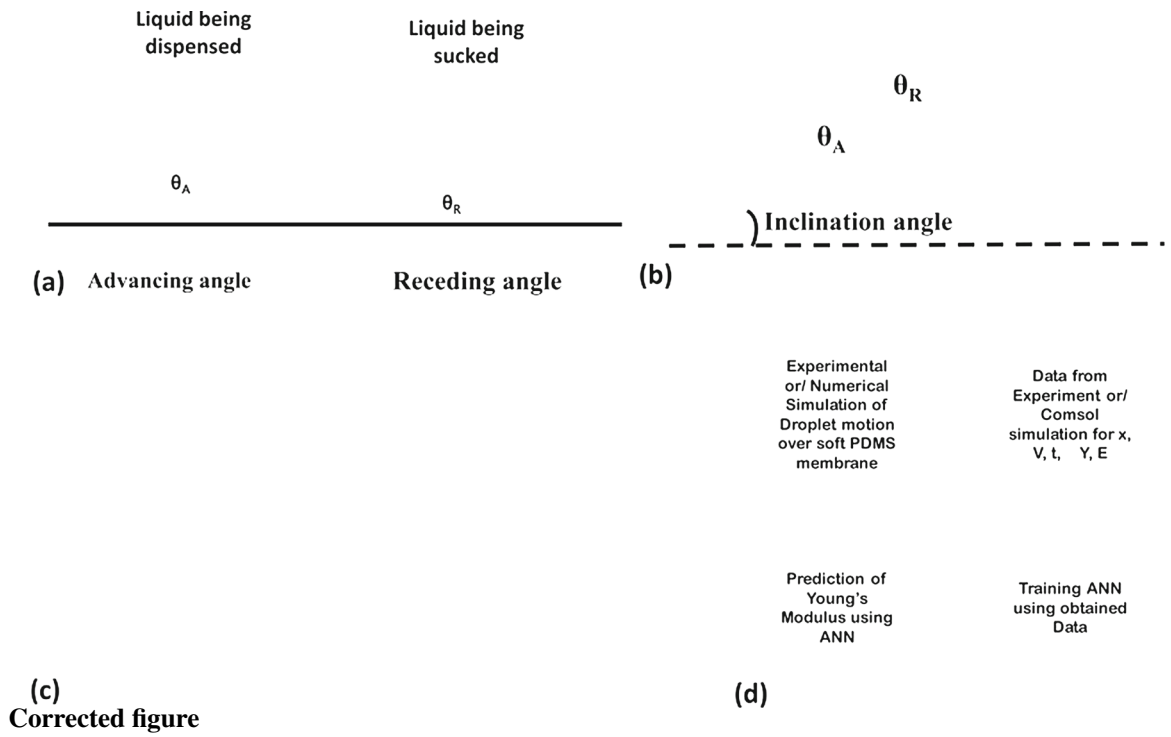 Liquid being
dispensed
Liquid being
sucked
θA
θR
(a)
Advancing angle
Receding angle
θR
θA
Inclination angle
(b)
Experimental
or/ Numerical
Simulation of
Droplet motion
over soft PDMS
membrane
Data from
Experiment or/
Comsol
simulation for x,
V, t, Y, E
Prediction of
Young's
Modulus using
ANN
Training ANN
using obtained
Data
(c)
(d)
Corrected figure